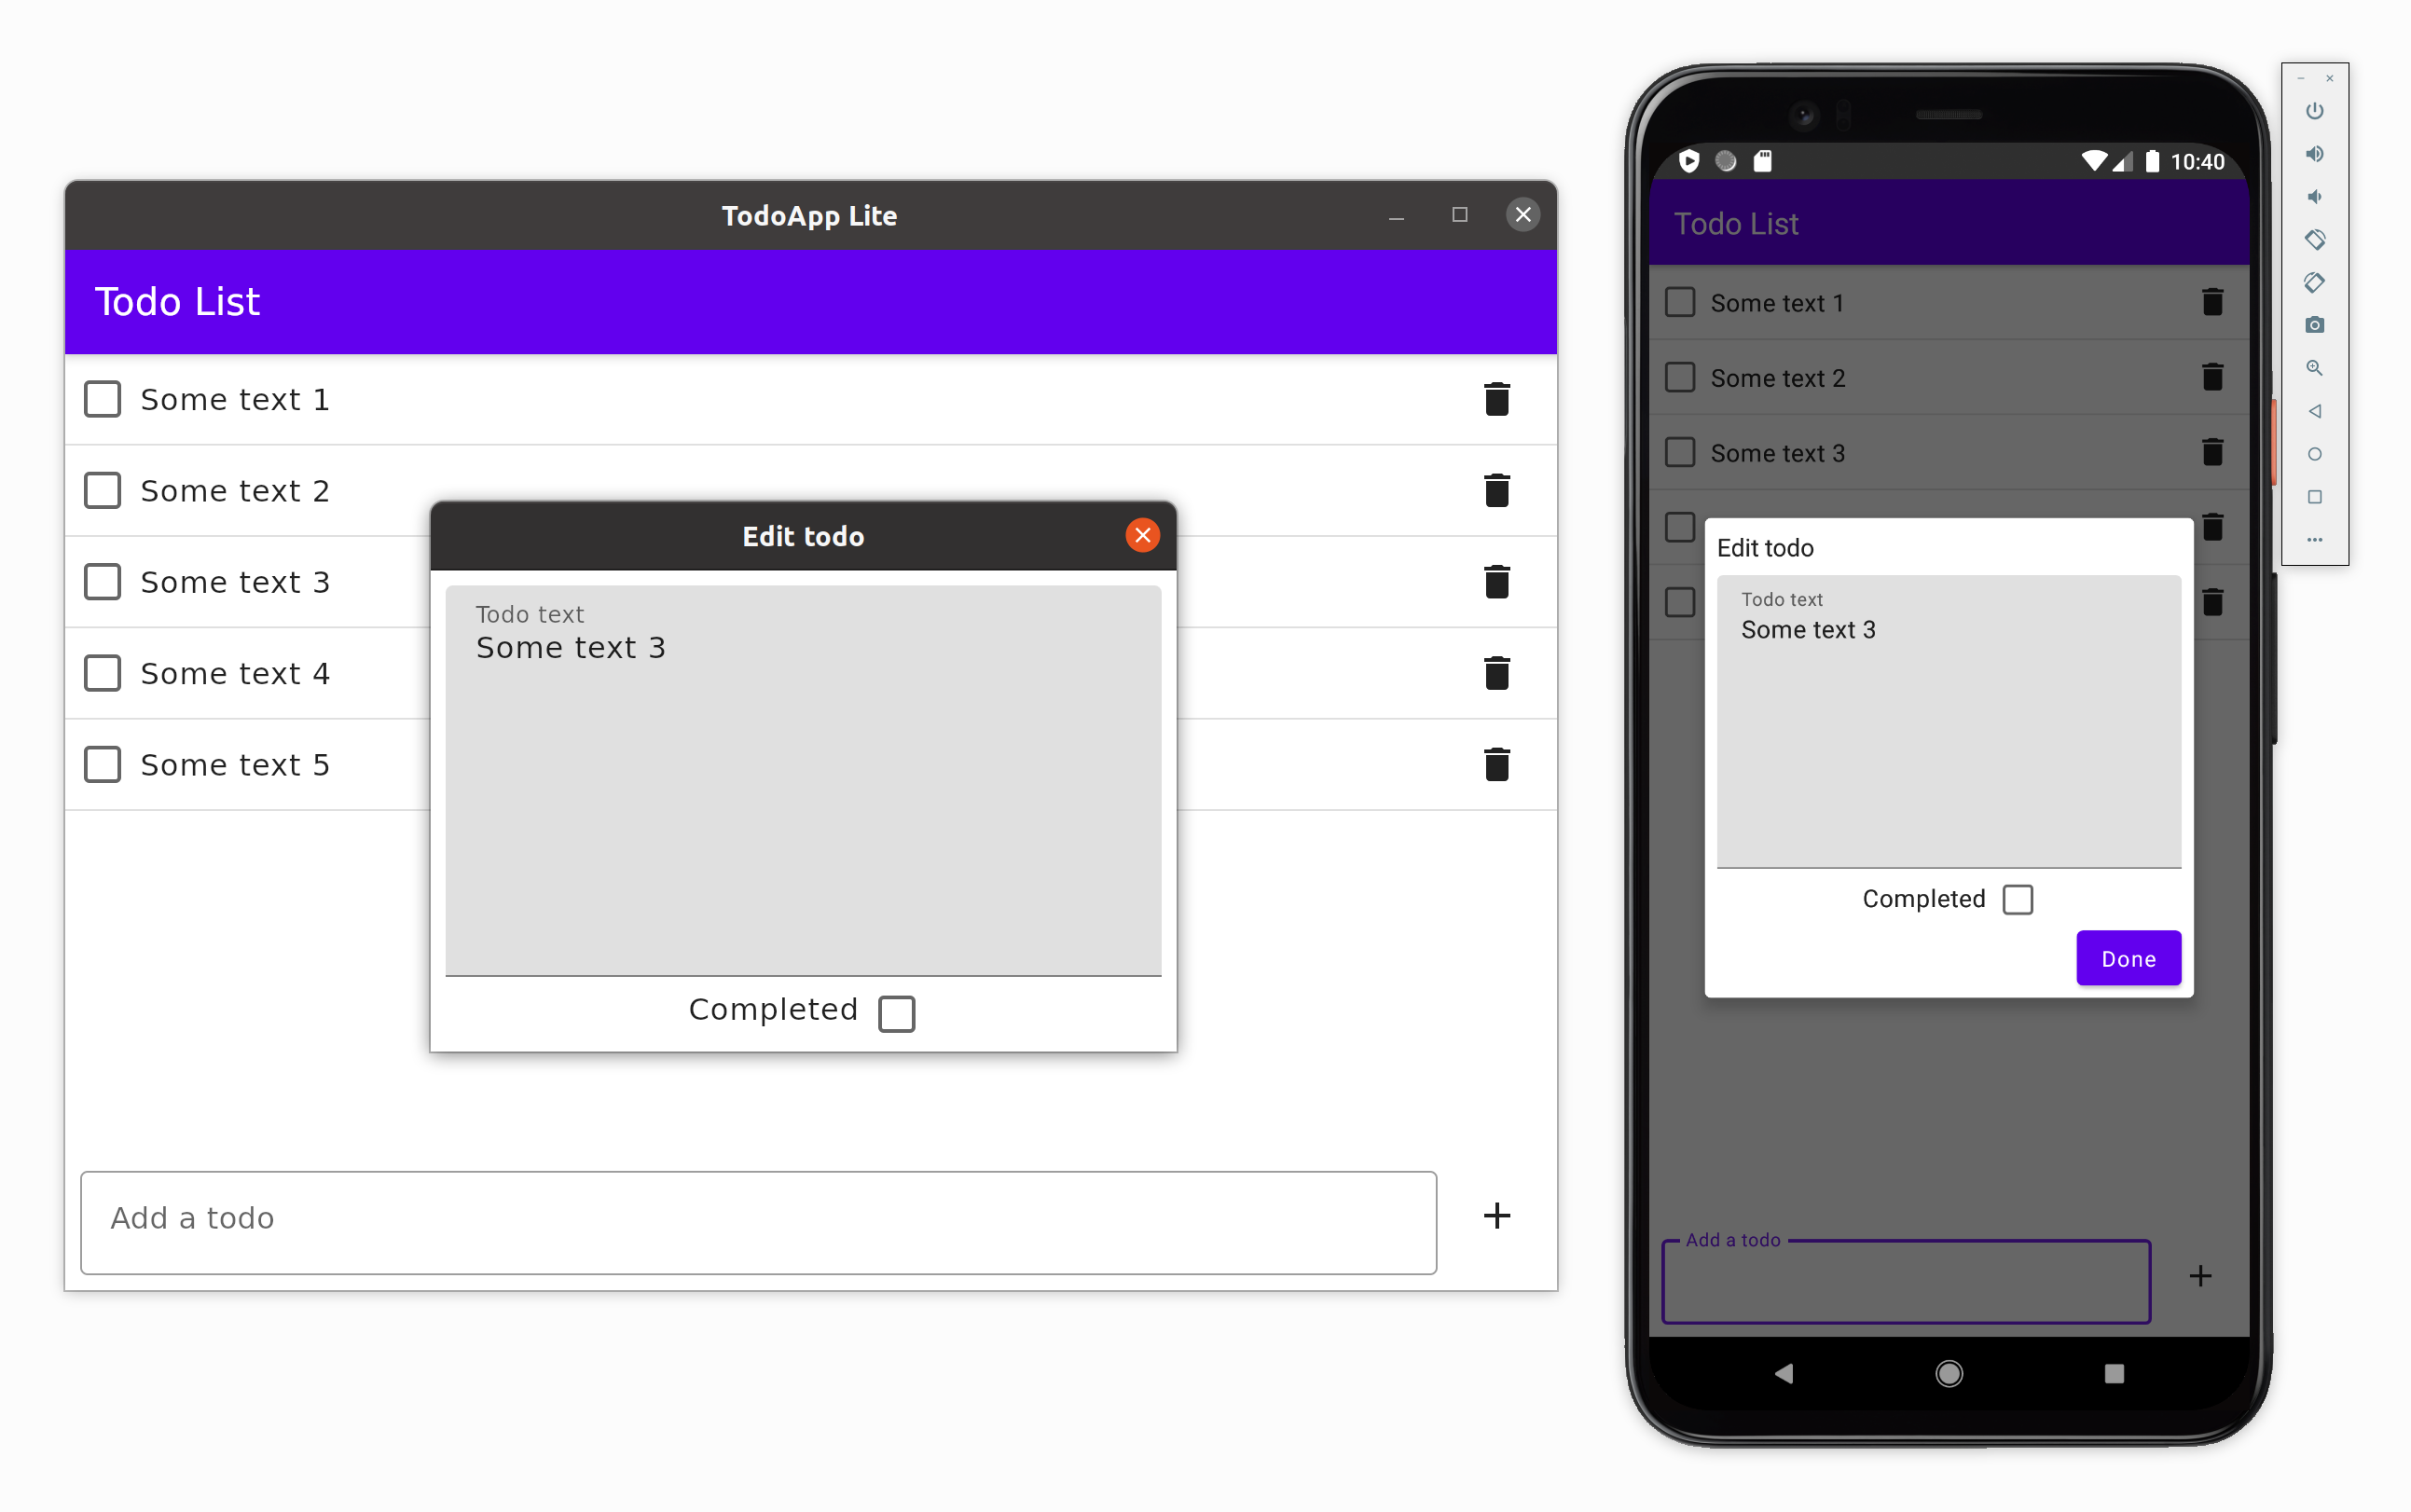 TodoApp Lite
Todo List
Some text 1
Some text 2
Some text 3
Some text 4
Some text 5
Edit todo
Todo text
Some text 3
Completed
Add a todo
10:40
Todo List
Some text 1
Some text 2
Some text 3
Edit todo
Todo text
Some text 3
Completed
Done
Add a todo